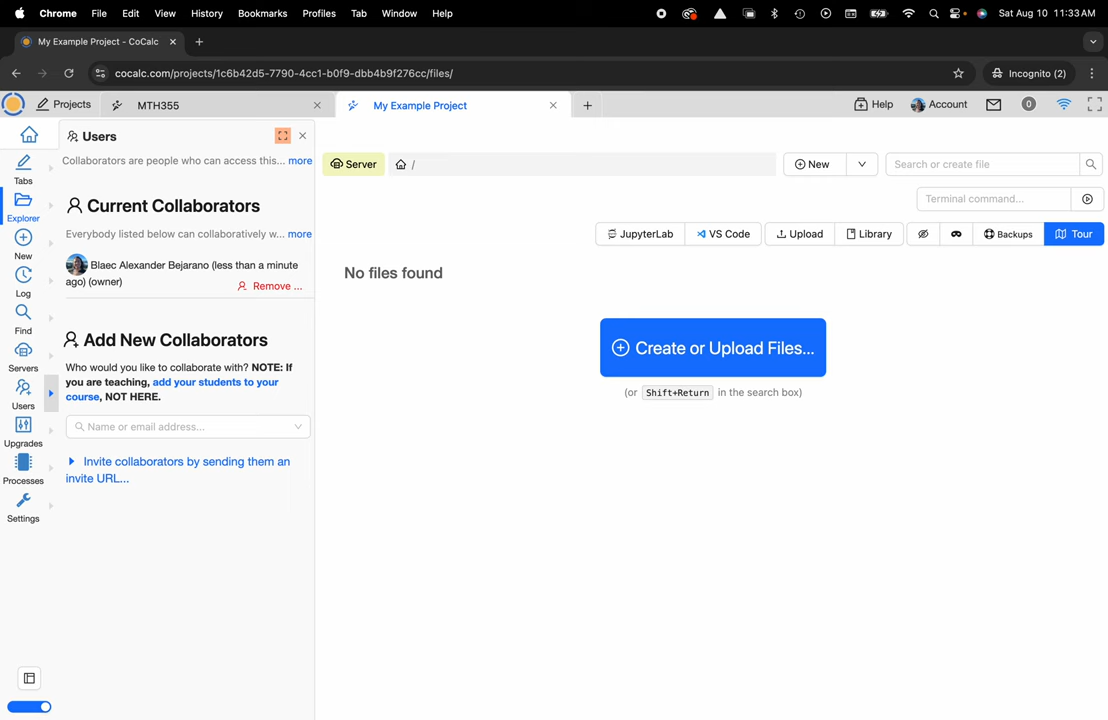 Chrome File Edit View History Bookmarks Profiles Tab Window Help Sat Aug 10 11:33 AM
My Example Project - CoCalc
cocalc.com/projects/1c6b42d5-7790-4cc1-b0f9-dbb4b9f276cc/files/ Incognito (2)
Projects MTH355 My Example Project Help Account 0
Users
Collaborators are people who can access this... more
Current Collaborators
Everybody listed below can collaboratively w... more
Blaec Alexander Bejarano (less than a minute
ago) (owner)
Remove ...
Add New Collaborators
Who would you like to collaborate with? NOTE: If
you are teaching, add your students to your
course, NOT HERE.
Name or email address...
Invite collaborators by sending them an
invite URL...
Tabs
Explorer
New
Log
Find
Servers
Users
Upgrades
Processes
Settings
Server / New Search or create file
Terminal command...
JupyterLab VS Code Upload Library Backups Tour
No files found
Create or Upload Files...
(or Shift+Return in the search box)